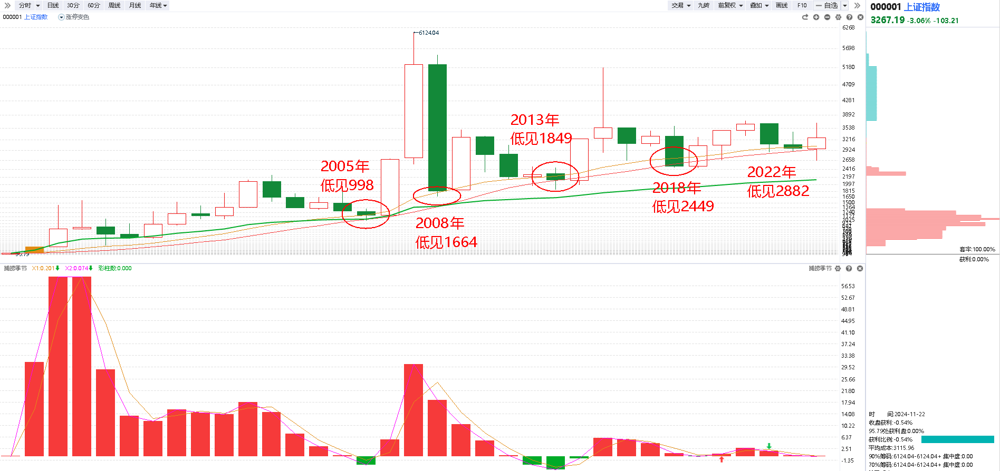 分时 日线 30分 60分 周线 月线 年线
交易 九转 前复权 叠加 画线 F10 一自选
000001 上证指数
3267.19 -3.06% -103.21
000001 上证指数 涨停变色
6268
5698
5180
4709
4281
3892
3538
3216
2924
2658
2416
2197
1997
1815
1650
1500
1364
1240
1127
1025
6124.04
2005年
低见998
2008年
低见1664
2013年
低见1849
2018年
低见2449
2022年
低见2882
95.79
套牢:100.00%
获利:0.00%
捕捞季节 X1:0.201 X2:0.074 彩柱数:0.000
捕捞季节
56.53
52.67
48.81
44.95
41.10
37.24
33.38
29.52
25.66
21.80
17.94
14.08
10.22
6.37
2.51
-1.35
时 间:2024-11-22
收盘获利:-0.54%
95.79处获利盘:0.00%
获利比例:-0.54%
平均成本:3115.96
90%筹码:6124.04-6124.04+ 集中度:0.00
70%筹码:6124.04-6124.04+ 集中度:0.00